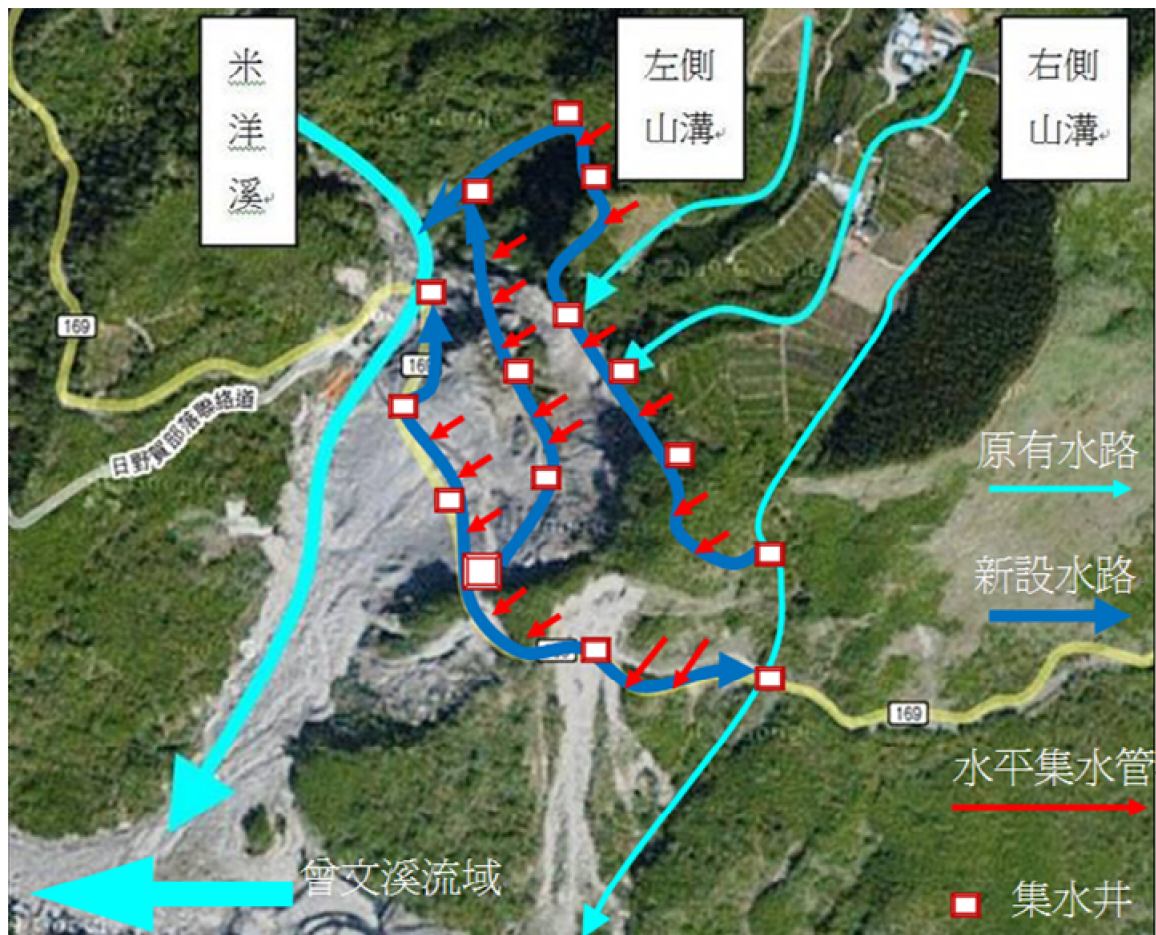 米
洋
溪
左側
山溝
右側
山溝
169
169
日野賀部落聯絡道
原有水路
新設水路
169
水平集水管
曾文溪流域
集水井